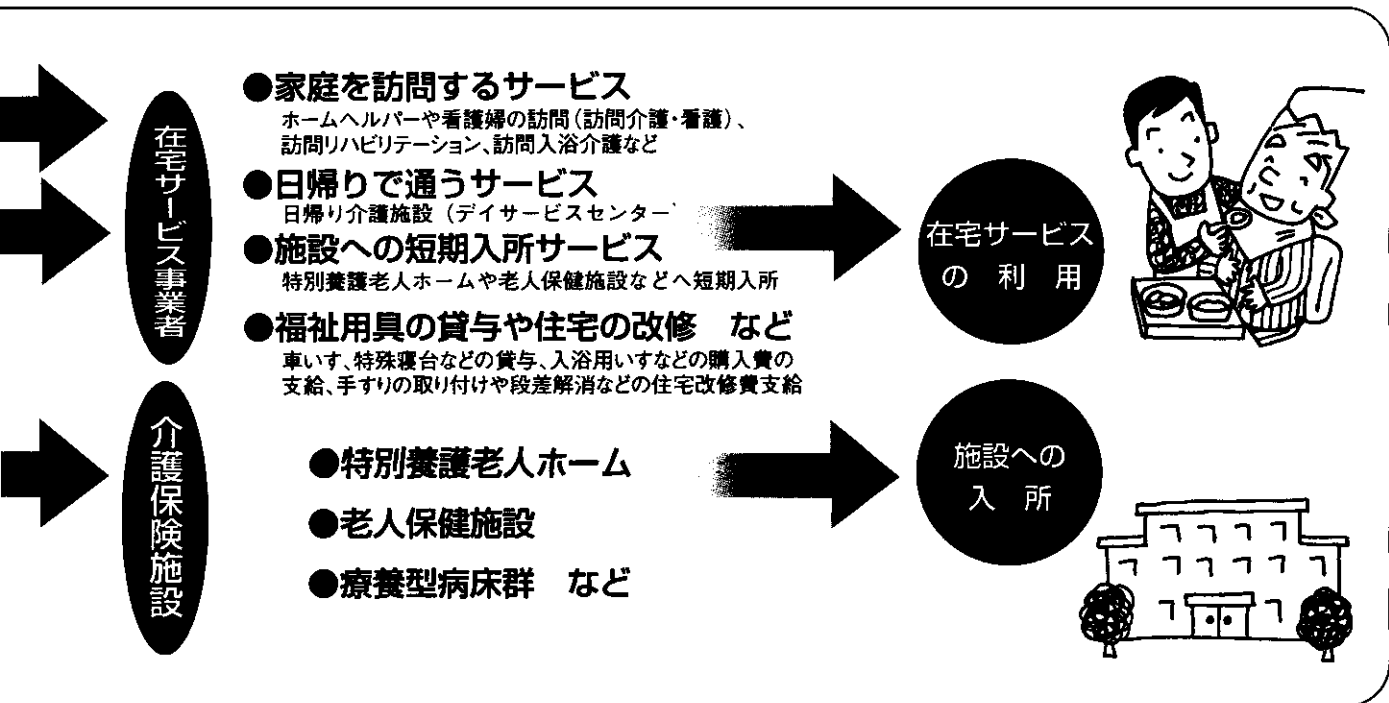 在宅サービス事業者
●家庭を訪問するサービス
ホームヘルパーや看護婦の訪問(訪問介護・看護)、
訪問リハビリテーション、訪問入浴介護など
●日帰りで通うサービス
日帰り介護施設（デイサービスセンター
●施設への短期入所サービス
特別養護老人ホームや老人保健施設などへ短期入所
●福祉用具の貸与や住宅の改修　など
車いす、特殊寝台などの貸与、入浴用いすなどの購入費の
支給、手すりの取り付けや段差解消などの住宅改修費支給
在宅サービス
の 利 用
介護保険施設
●特別養護老人ホーム
●老人保健施設
●療養型病床群　など
施設への
入 所